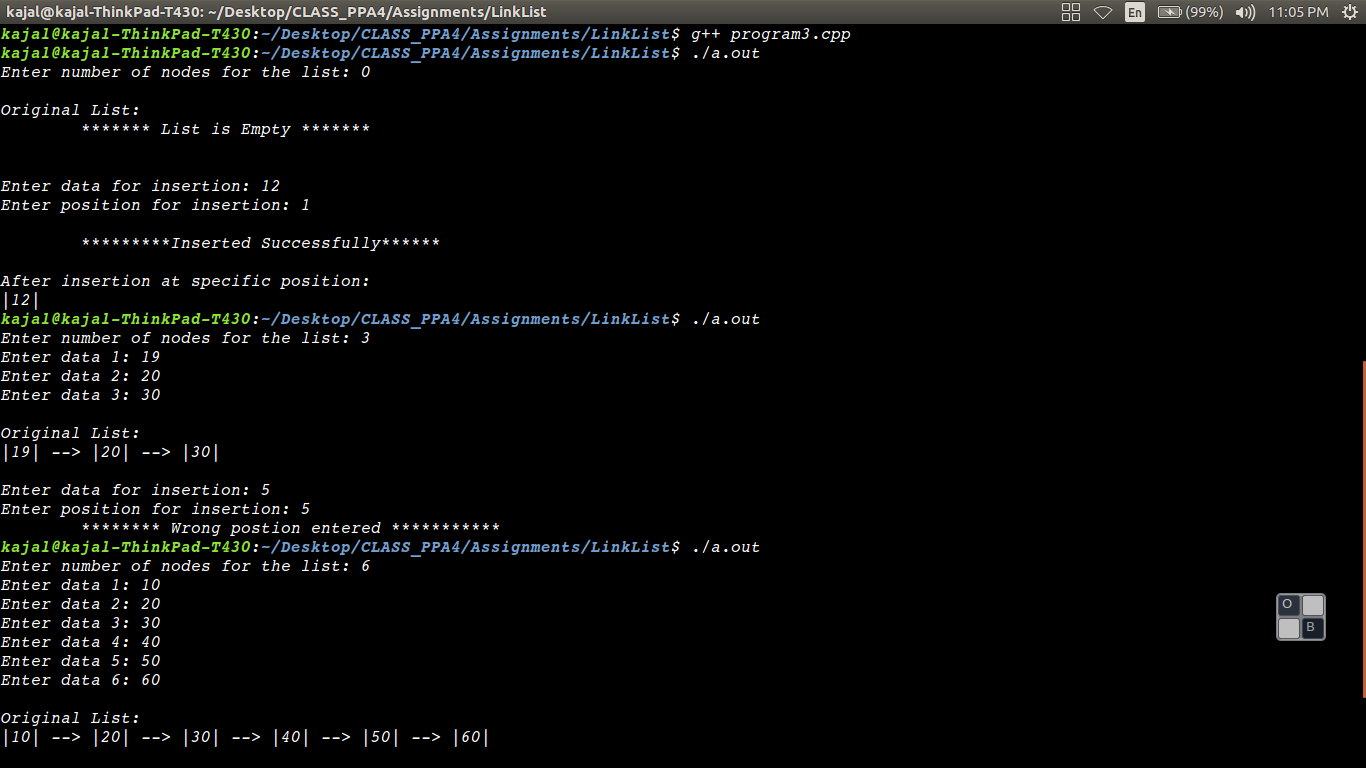 kajal@kajal-ThinkPad-T430: ~/Desktop/CLASS_PPA4/Assignments/LinkList En (99%) 11:05 PM
kajal@kajal-ThinkPad-T430:~/Desktop/CLASS_PPA4/Assignments/LinkList$ g++ program3.cpp
kajal@kajal-ThinkPad-T430:~/Desktop/CLASS_PPA4/Assignments/LinkList$ ./a.out
Enter number of nodes for the list: 0
Original List:
******* List is Empty *******
Enter data for insertion: 12
Enter position for insertion: 1
*********Inserted Successfully******
After insertion at specific position:
|12|
kajal@kajal-ThinkPad-T430:~/Desktop/CLASS_PPA4/Assignments/LinkList$ ./a.out
Enter number of nodes for the list: 3
Enter data 1: 19
Enter data 2: 20
Enter data 3: 30
Original List:
|19| --> |20| --> |30|
Enter data for insertion: 5
Enter position for insertion: 5
******** Wrong postion entered ***********
kajal@kajal-ThinkPad-T430:~/Desktop/CLASS_PPA4/Assignments/LinkList$ ./a.out
Enter number of nodes for the list: 6
Enter data 1: 10
Enter data 2: 20
Enter data 3: 30
Enter data 4: 40
Enter data 5: 50
Enter data 6: 60
O
B
Original List:
|10| --> |20| --> |30| --> |40| --> |50| --> |60|